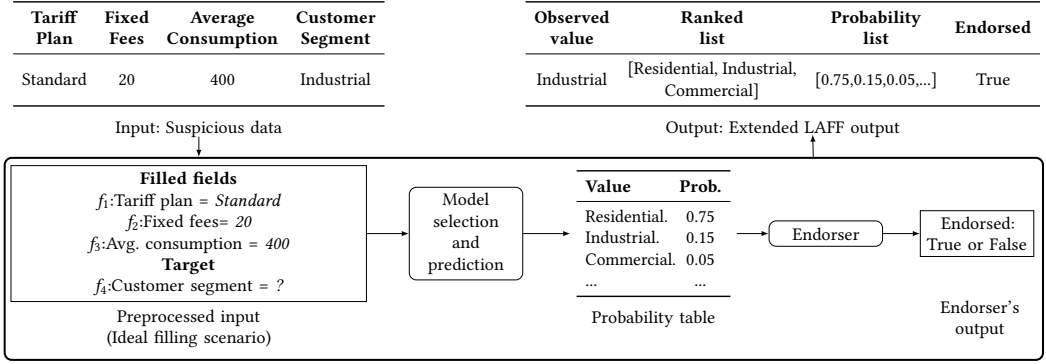 Tariff Plan Fixed Fees Average Consumption Customer Segment
Standard 20 400 Industrial
Input: Suspicious data
Observed value Ranked list Probability list Endorsed
Industrial [Residential, Industrial, Commercial] [0.75,0.15,0.05,...] True
Output: Extended LAFF output
Filled fields
f1:Tariff plan = Standard
f2:Fixed fees= 20
f3:Avg. consumption = 400
Target
f4:Customer segment = ?
Preprocessed input
(Ideal filling scenario)
Model
selection
and
prediction
Value Prob.
Residential. 0.75
Industrial. 0.15
Commercial. 0.05
... ...
Probability table
Endorser
Endorsed:
True or False
Endorser's
output